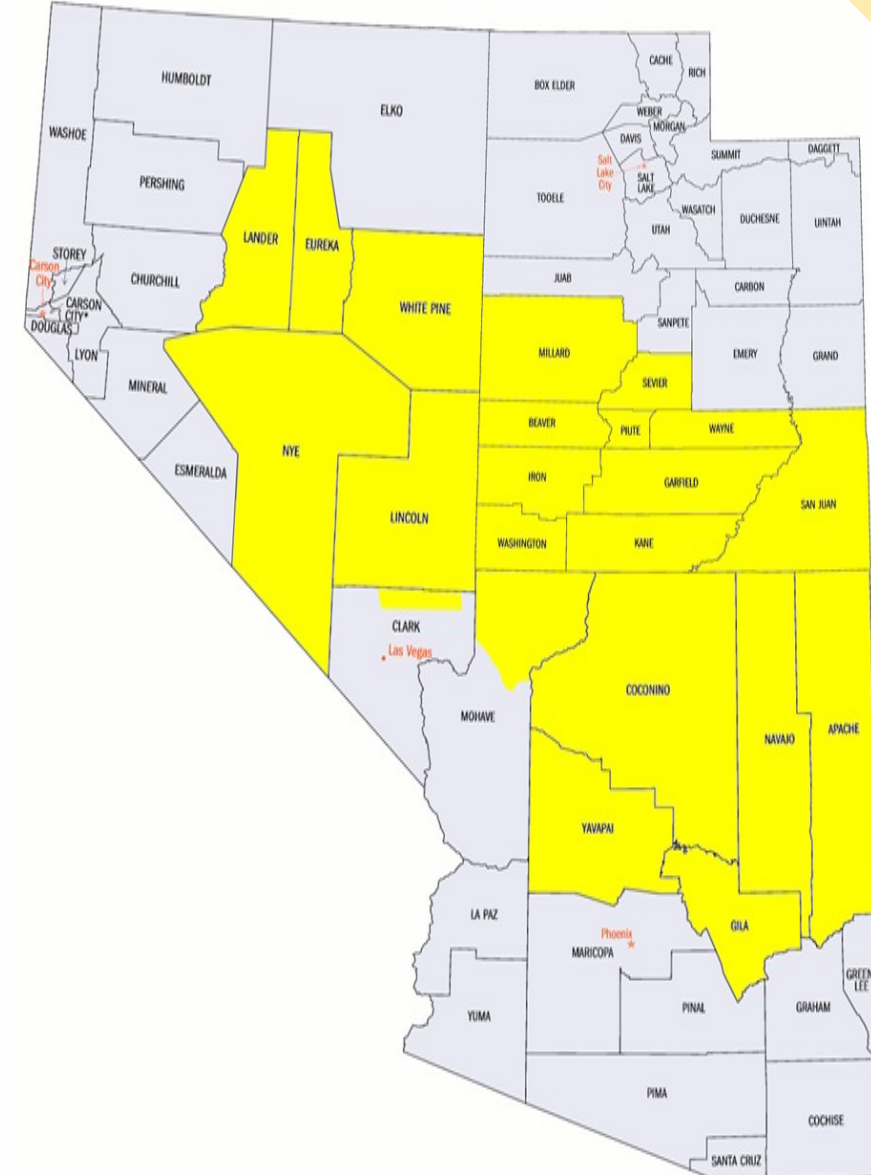 HUMBOLDT
ELKO
WASHOE
PERSHING
LANDER
EUREKA
STOREY
Carson
City
CHURCHILL
CARSON
CITY*
DOUGLAS
LYON
MINERAL
WHITE PINE
NYE
ESMERALDA
LINCOLN
CLARK
Las Vegas
BOX ELDER
CACHE
RICH
WEBER
MORGAN
DAVIS
Salt
Lake
City
SALT
LAKE
SUMMIT
DAGGETT
TOOELE
WASATCH
DUCHESNE
UINTAH
UTAH
JUAB
CARBON
SANPETE
MILLARD
EMERY
GRAND
SEVIER
BEAVER
PIUTE
WAYNE
IRON
GARFIELD
SAN JUAN
WASHINGTON
KANE
MOHAVE
COCONINO
NAVAJO
APACHE
YAVAPAI
LA PAZ
Phoenix
MARICOPA
GILA
YUMA
PINAL
GRAHAM
GREEN
LEE
PIMA
COCHISE
SANTA CRUZ